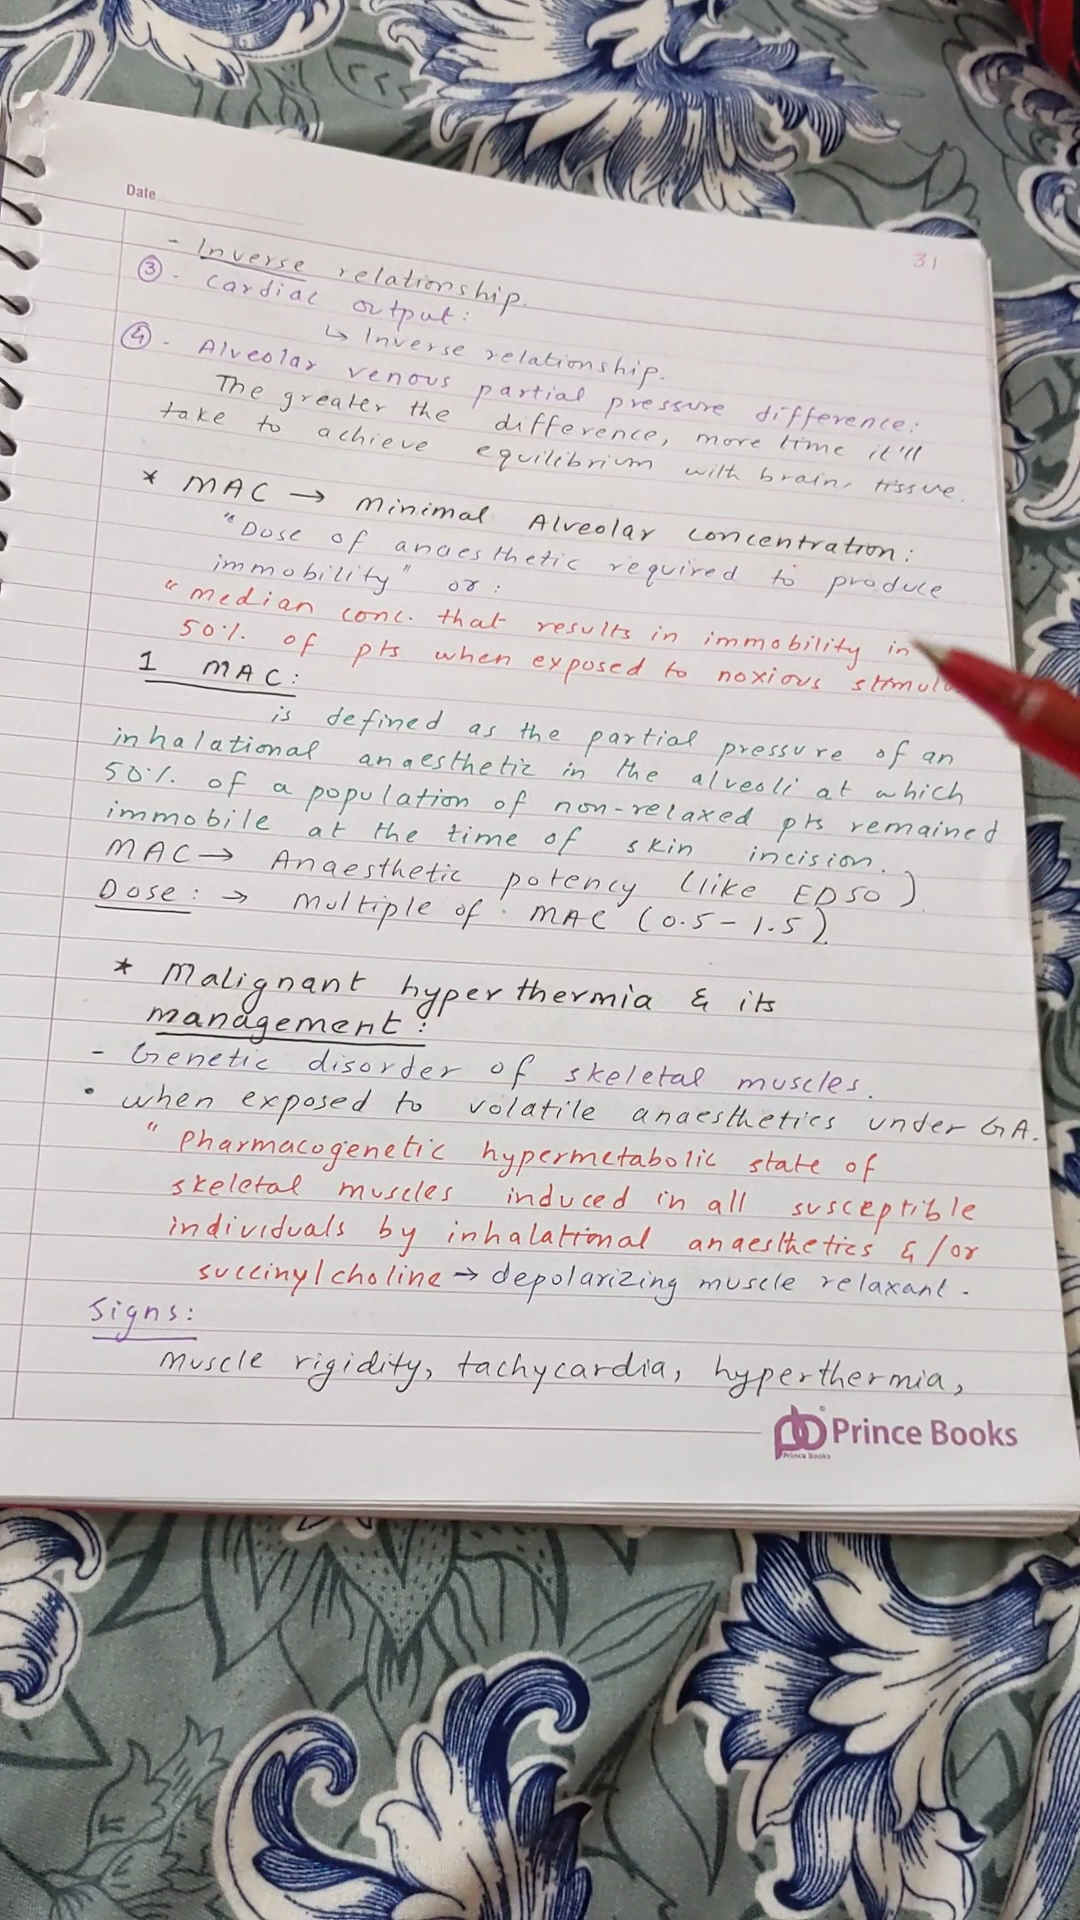 Date
31
- Inverse relationship.
③. Cardiac output:
↳ Inverse relationship.
④. Alveolar venous partial pressure difference:
The greater the difference, more time it'll
take to achieve equilibrium with brain, tissue.
* MAC → Minimal Alveolar concentration:
"Dose of anaesthetic required to produce
immobility" or:
"median conc. that results in immobility in
50% of pts when exposed to noxious
1 MAC:
is defined as the partial pressure of an
inhalational anaesthetic in the alveoli at which
50% of a population of non-relaxed pts remained
immobile at the time of skin incision.
MAC → Anaesthetic potency (like ED50)
Dose: → Multiple of MAC (0.5-1.5)
* Malignant hyperthermia & its
management:
- Genetic disorder of skeletal muscles.
• when exposed to volatile anaesthetics under GA.
"Pharmacogenetic hypermetabolic state of
skeletal muscles induced in all susceptible
individuals by inhalational anaesthetics & /or
succinylcholine → depolarizing muscle relaxant.
Signs:
Muscle rigidity, tachycardia, hyperthermia,
Prince Books
Prince Books